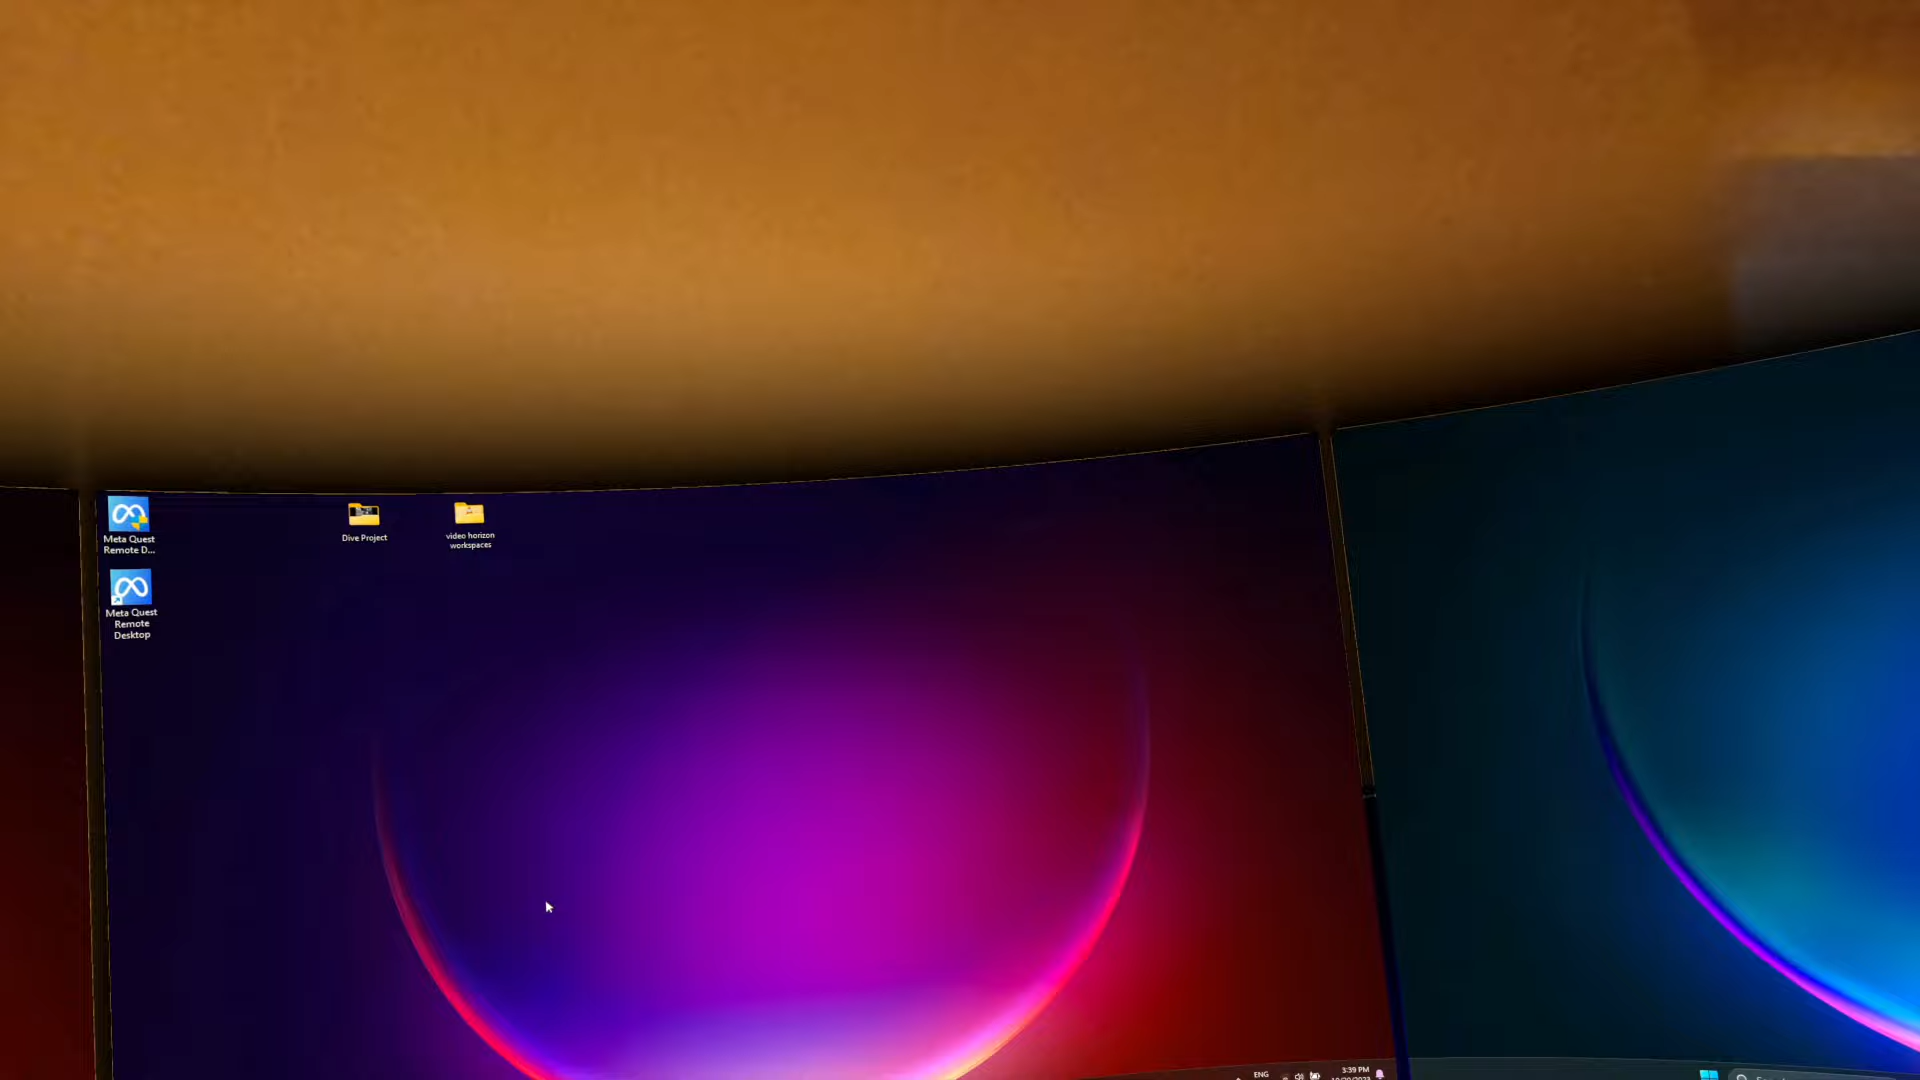 Meta Quest
Remote D...
Dive Project
video horizon
workspaces
Meta Quest
Remote
Desktop
ENG
3:39 PM